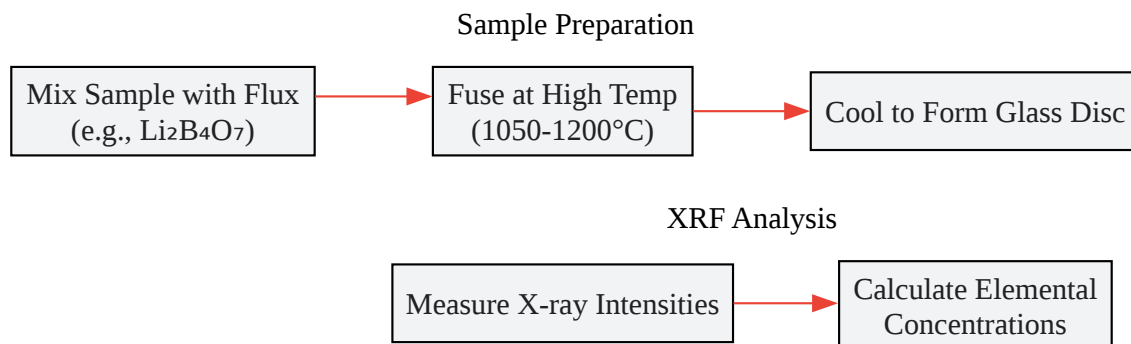 Sample Preparation
Mix Sample with Flux
(e.g., Li₂B₄O₇)
Fuse at High Temp
(1050-1200°C)
Cool to Form Glass Disc
XRF Analysis
Measure X-ray Intensities
Calculate Elemental
Concentrations